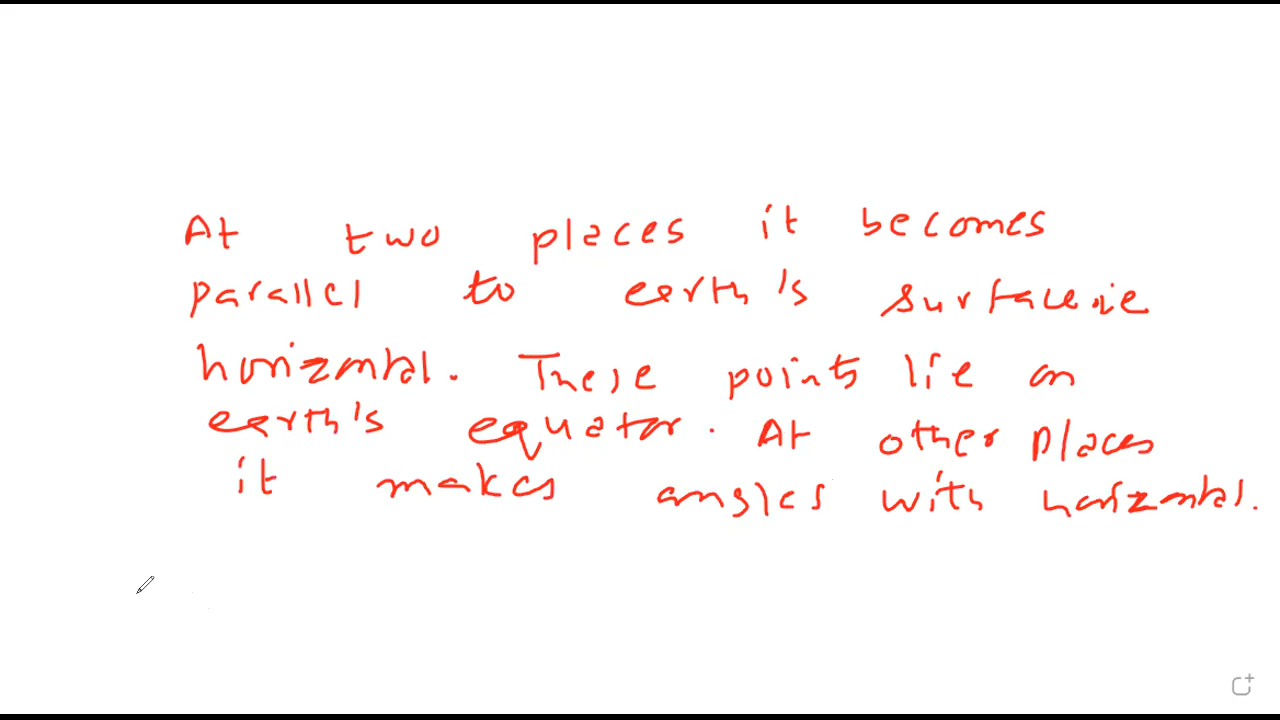 At two places it becomes
parallel to earth's surface.ie
horizontal. These points lie on
earth's equator. At other places
it makes angles with horizontal.